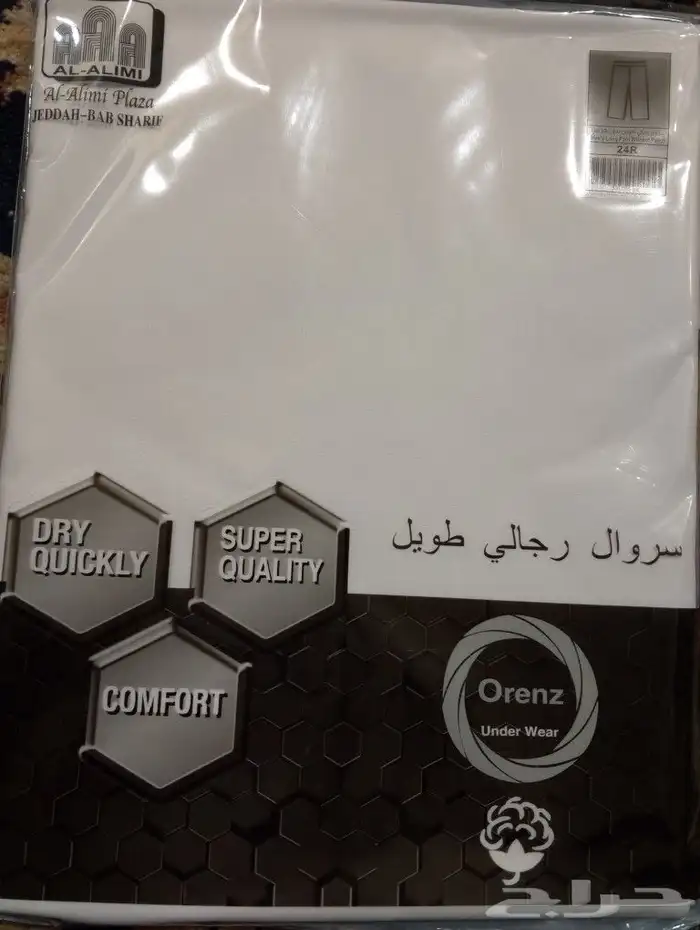 AL-ALIMI
Al-Alimi Plaza
JEDDAH-BAB SHARIF
24R
سروال رجالي طويل
DRY
QUICKLY
SUPER
QUALITY
COMFORT
Orenz
Under Wear
حراج